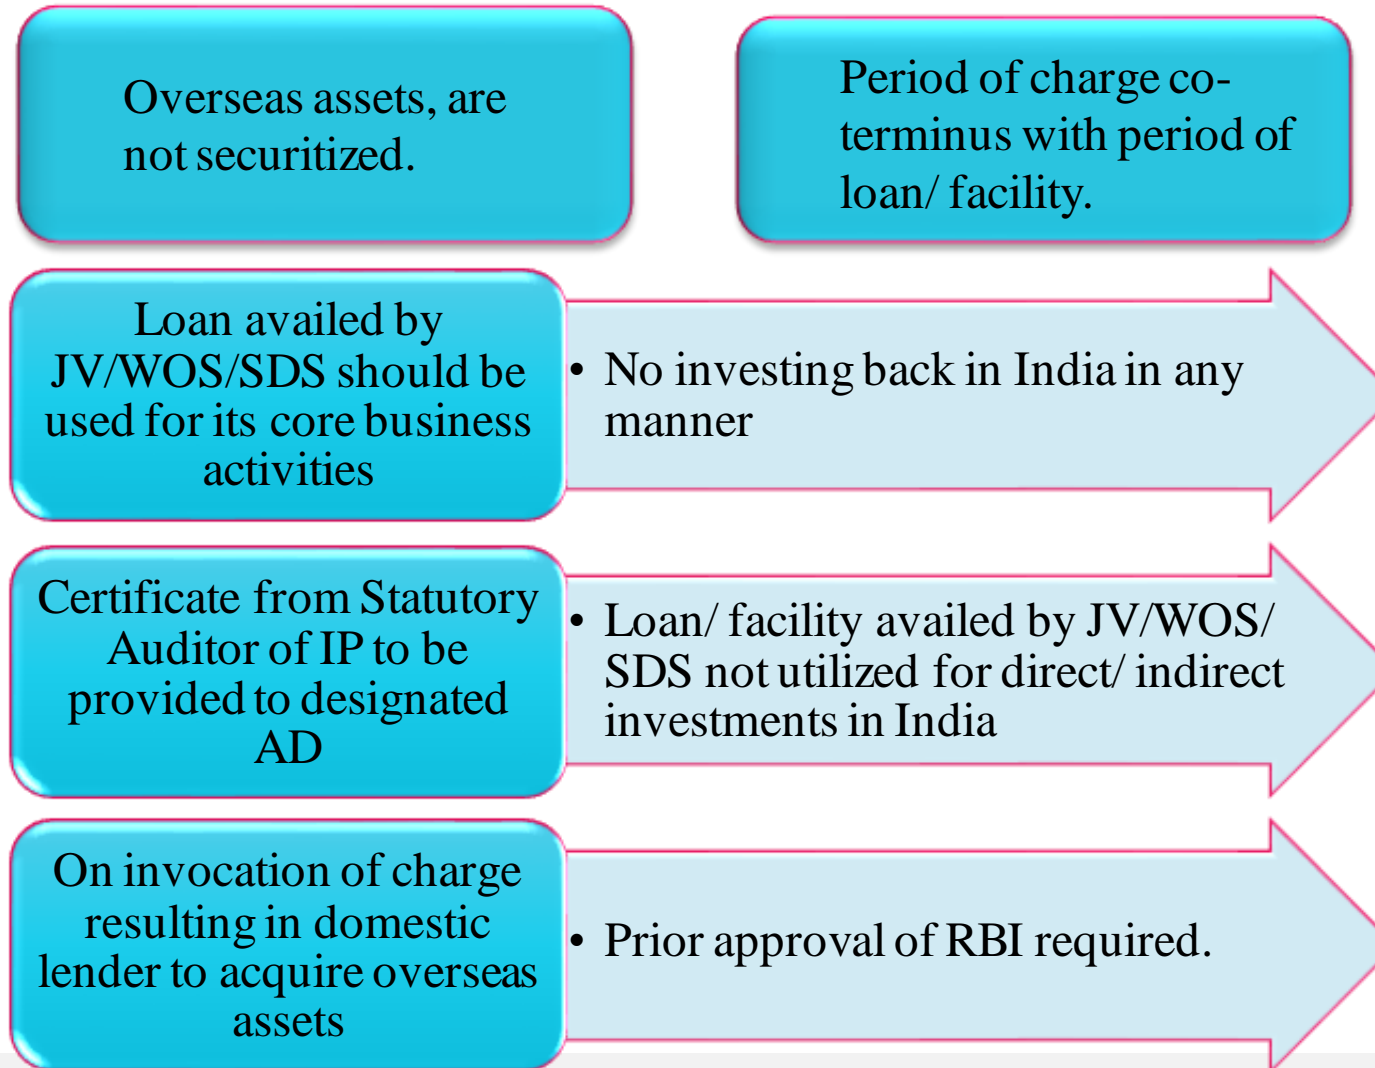 Overseas assets, are
not securitized.
Period of charge co-
terminus with period of
loan/ facility.
Loan availed by
JV/WOS/SDS should be
used for its core business
activities
• No investing back in India in any
manner
Certificate from Statutory
Auditor of IP to be
provided to designated
AD
• Loan/ facility availed by JV/WOS/
SDS not utilized for direct/ indirect
investments in India
On invocation of charge
resulting in domestic
lender to acquire overseas
assets
• Prior approval of RBI required.